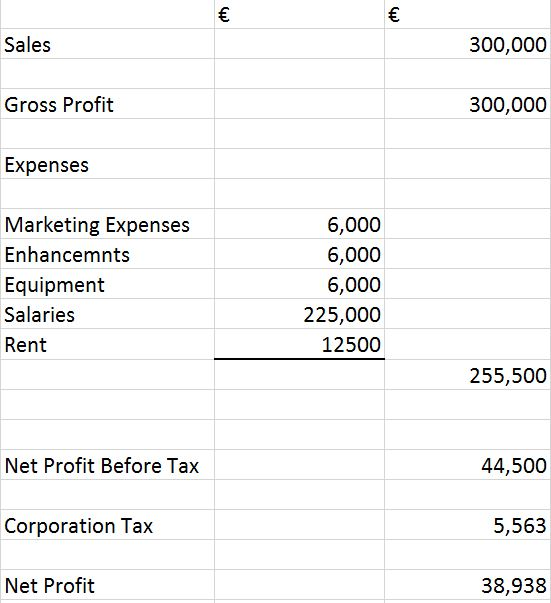 € €
Sales 300,000
Gross Profit 300,000
Expenses
Marketing Expenses 6,000
Enhancemnts 6,000
Equipment 6,000
Salaries 225,000
Rent 12500
255,500
Net Profit Before Tax 44,500
Corporation Tax 5,563
Net Profit 38,938